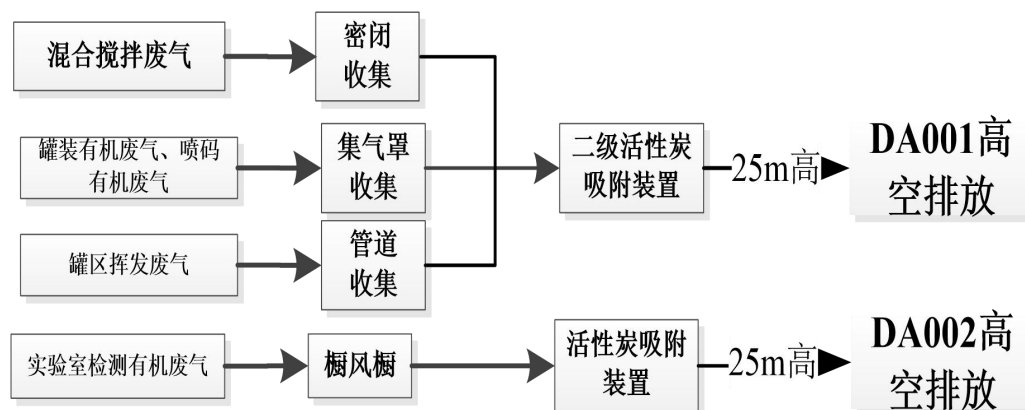 混合搅拌废气
密闭
收集
罐装有机废气、喷码
有机废气
集气罩
收集
二级活性炭
吸附装置
25m高
DA001高
空排放
罐区挥发废气
管道
收集
实验室检测有机废气
橱风橱
活性炭吸附
装置
25m高
DA002高
空排放